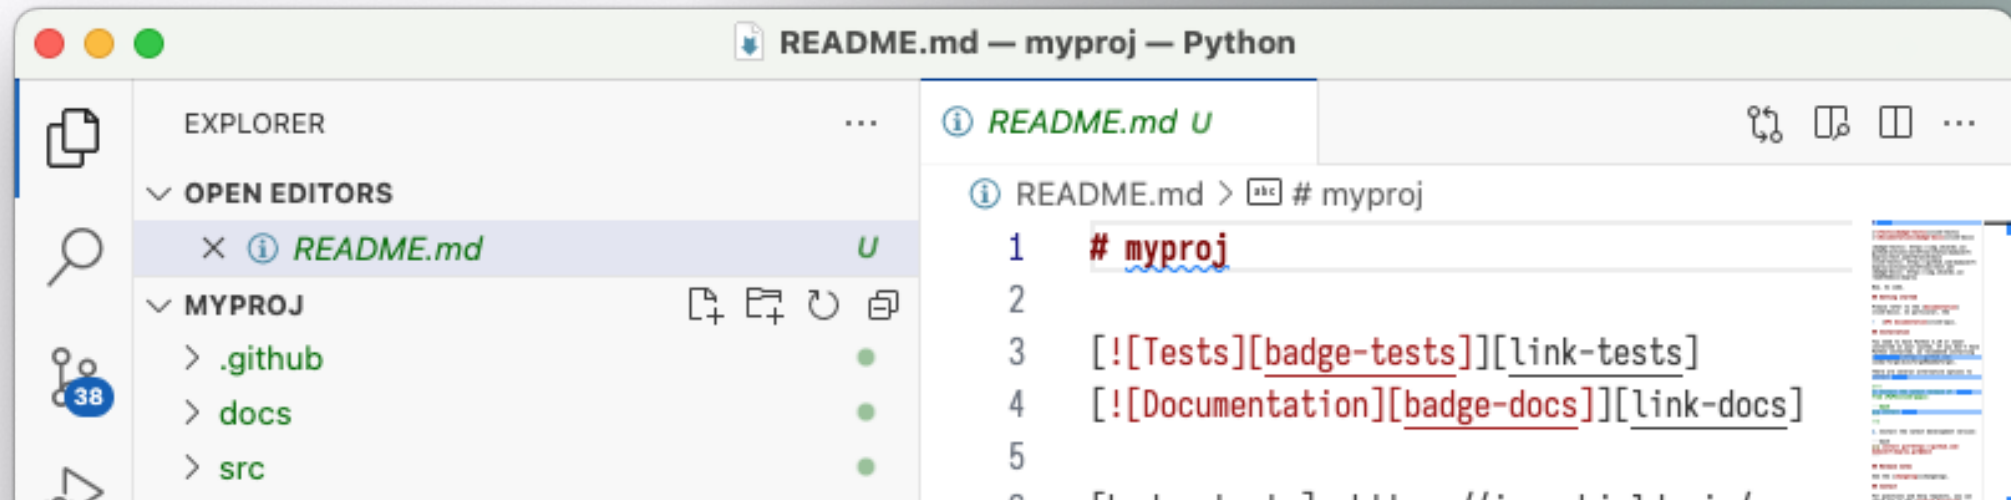 README.md — myproj — Python
EXPLORER
OPEN EDITORS
README.md U
MYPROJ
.github
docs
src
38
README.md U
README.md > # myproj
1 # myproj
2
3 [![Tests][badge-tests]][link-tests]
4 [![Documentation][badge-docs]][link-docs]
5